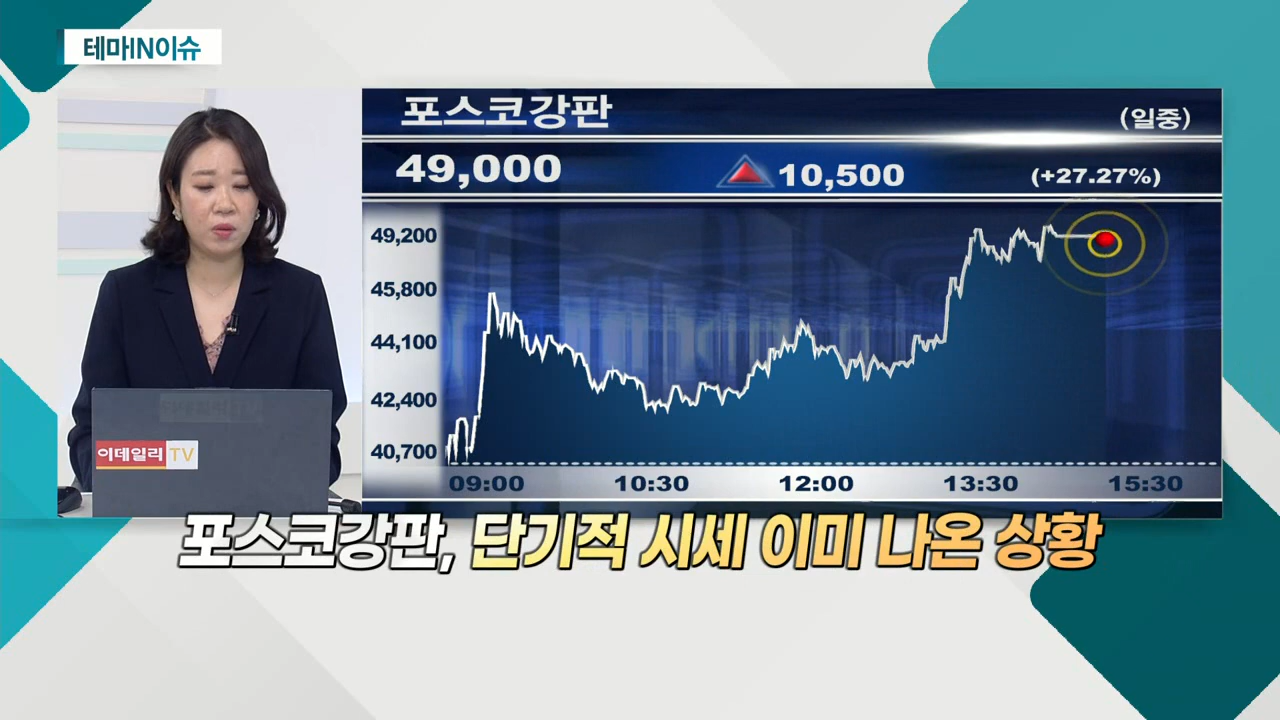 테마IN이슈
포스코강판
(일중)
49,000 ▲ 10,500 (+27.27%)
49,200
45,800
44,100
42,400
40,700
09:00 10:30 12:00 13:30 15:30
이데일리TV
포스코강판, 단기적 시세 이미 나온 상황